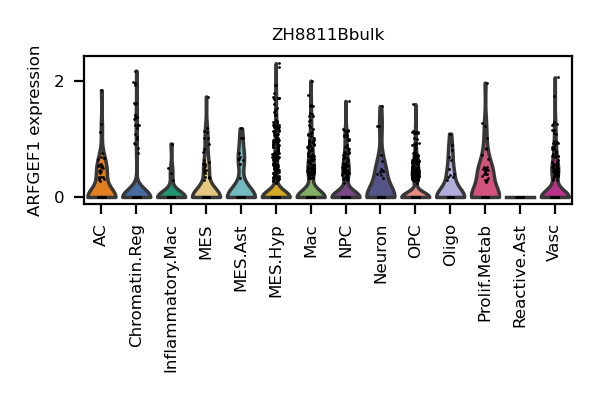 ZH8811Bbulk
ARFGEF1 expression
2
0
AC
Chromatin.Reg
Inflammatory.Mac
MES
MES.Ast
MES.Hyp
Mac
NPC
Neuron
OPC
Oligo
Prolif.Metab
Reactive.Ast
Vasc